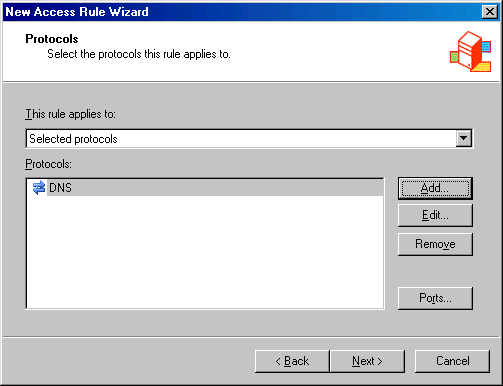 New Access Rule Wizard
Protocols
Select the protocols this rule applies to.
This rule applies to:
Selected protocols
Protocols:
DNS
Add...
Edit...
Remove
Ports...
< Back
Next >
Cancel